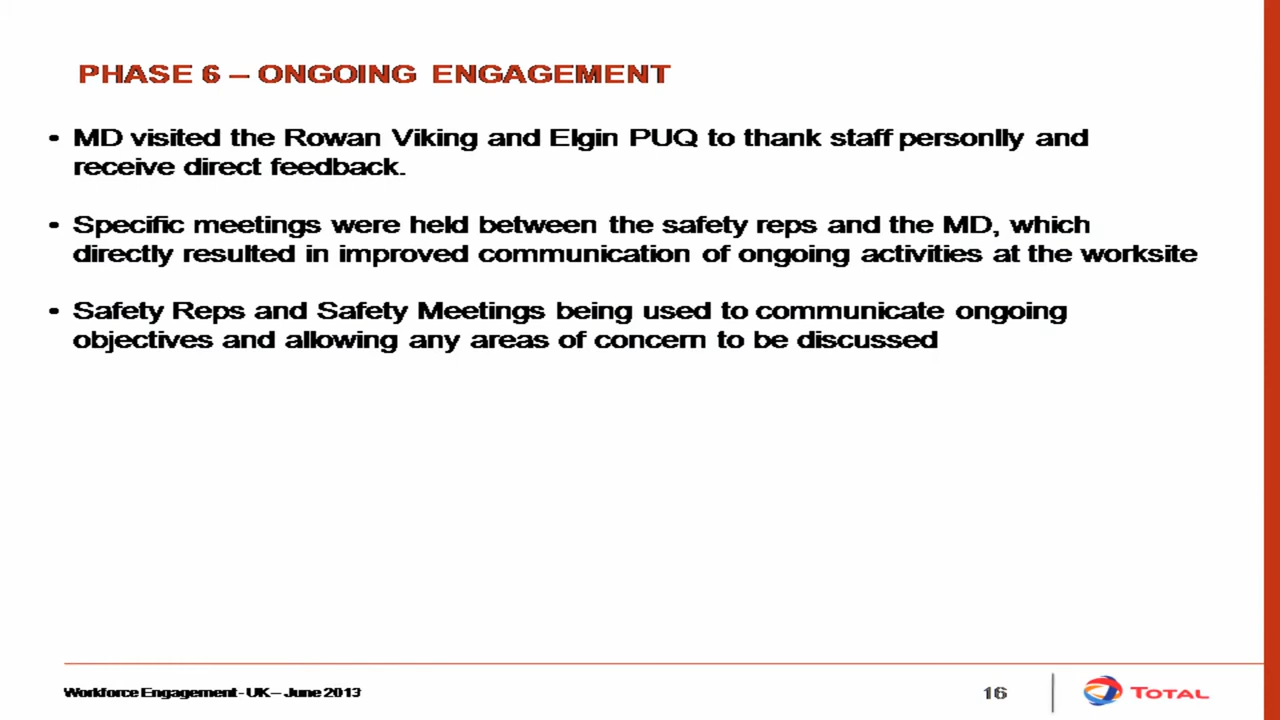 PHASE 6 – ONGOING ENGAGEMENT
• MD visited the Rowan Viking and Elgin PUQ to thank staff personlly and
receive direct feedback.
• Specific meetings were held between the safety reps and the MD, which
directly resulted in improved communication of ongoing activities at the worksite
• Safety Reps and Safety Meetings being used to communicate ongoing
objectives and allowing any areas of concern to be discussed
Workforce Engagement - UK – June 2013
16
TOTAL